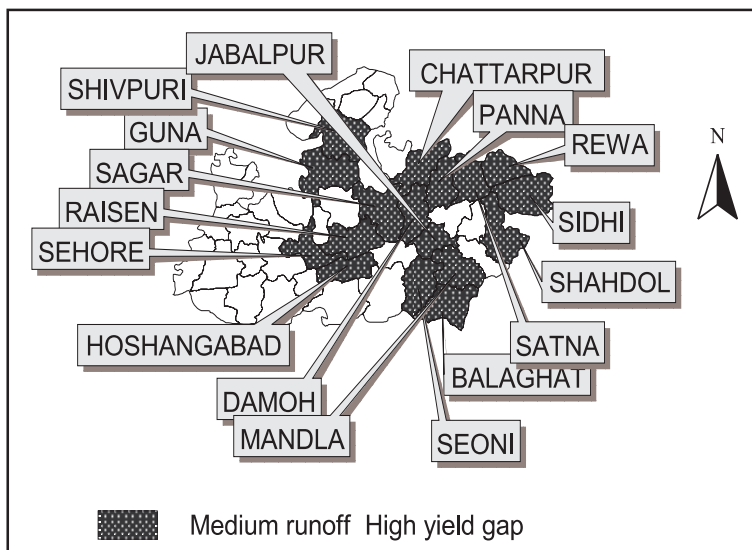 JABALPUR
CHATTARPUR
SHIVPURI
PANNA
GUNA
REWA
N
SAGAR
RAISEN
SIDHI
SEHORE
SHAHDOL
HOSHANGABAD
SATNA
BALAGHAT
DAMOH
MANDLA
SEONI
Medium runoff High yield gap